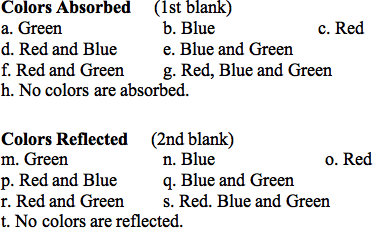 Colors Absorbed (1st blank)
a. Green b. Blue c. Red
d. Red and Blue e. Blue and Green
f. Red and Green g. Red, Blue and Green
h. No colors are absorbed.
Colors Reflected (2nd blank)
m. Green n. Blue o. Red
p. Red and Blue q. Blue and Green
r. Red and Green s. Red. Blue and Green
t. No colors are reflected.